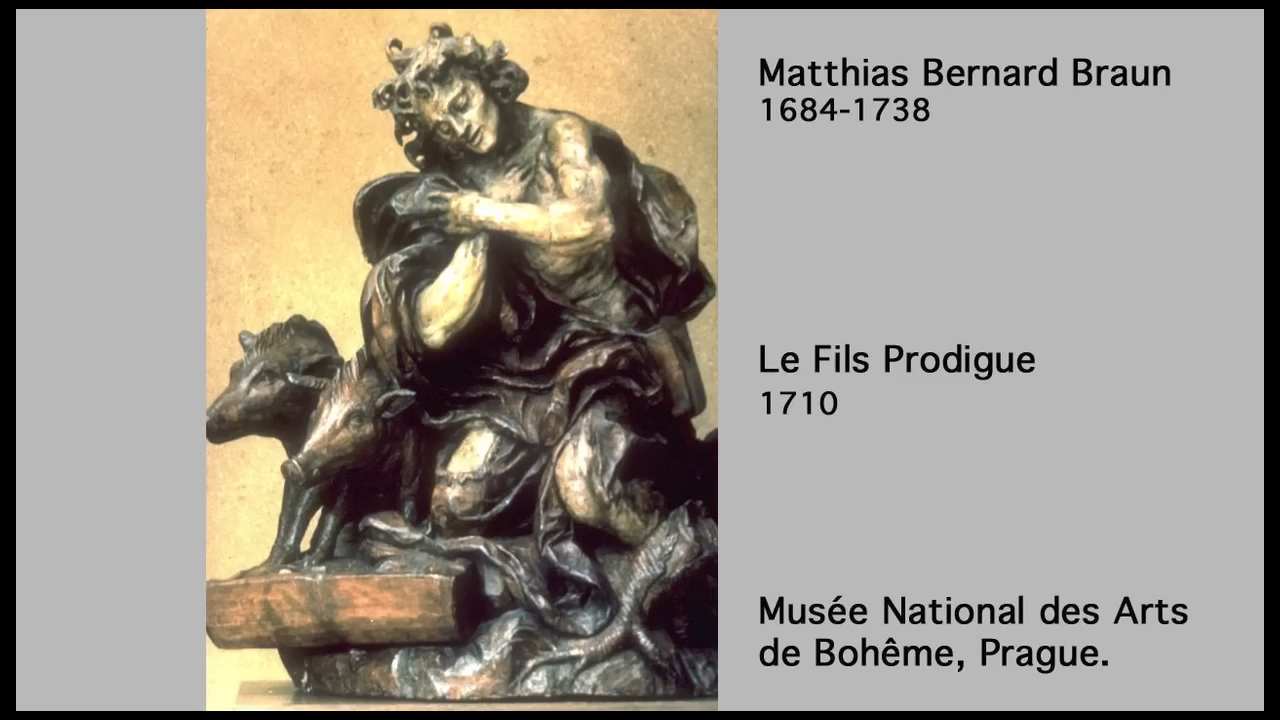 Matthias Bernard Braun
1684-1738
Le Fils Prodigue
1710
Musée National des Arts
de Bohême, Prague.